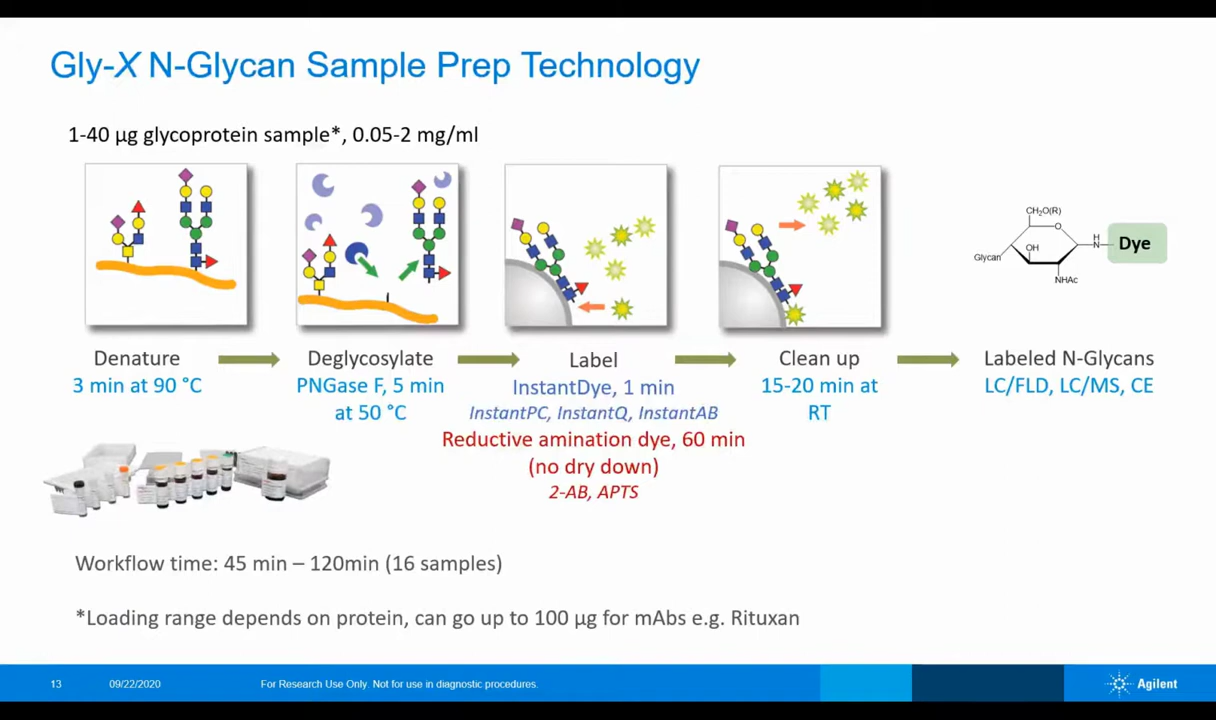 Gly-X N-Glycan Sample Prep Technology
1-40 µg glycoprotein sample*, 0.05-2 mg/ml
CH₂O(R)
O
OH
Glycan
NHAc
H
N
Dye
Denature
3 min at 90 °C
Deglycosylate
PNGase F, 5 min
at 50 °C
Label
InstantDye, 1 min
InstantPC, InstantQ, InstantAB
Reductive amination dye, 60 min
(no dry down)
2-AB, APTS
Clean up
15-20 min at
RT
Labeled N-Glycans
LC/FLD, LC/MS, CE
Workflow time: 45 min – 120min (16 samples)
*Loading range depends on protein, can go up to 100 µg for mAbs e.g. Rituxan
13
09/22/2020
For Research Use Only. Not for use in diagnostic procedures.
Agilent